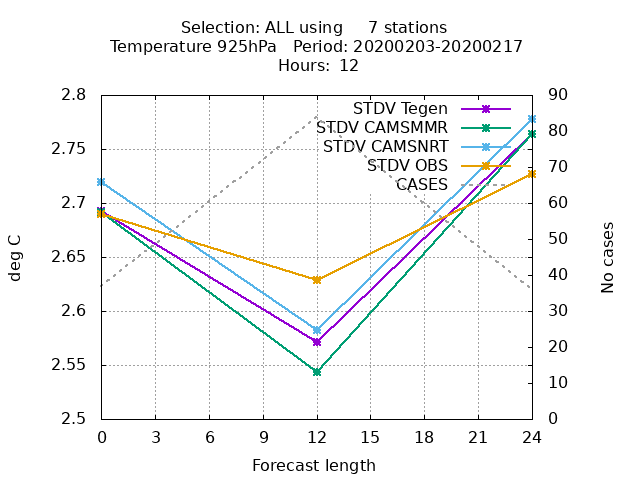 Selection: ALL using     7 stations
Temperature 925hPa   Period: 20200203-20200217
Hours:  12
2.8
2.75
2.7
2.65
2.6
2.55
2.5
deg C
STDV Tegen
STDV CAMSMMR
STDV CAMSNRT
STDV OBS
CASES
90
80
70
60
50
40
30
20
10
0
No cases
0 3 6 9 12 15 18 21 24
Forecast length